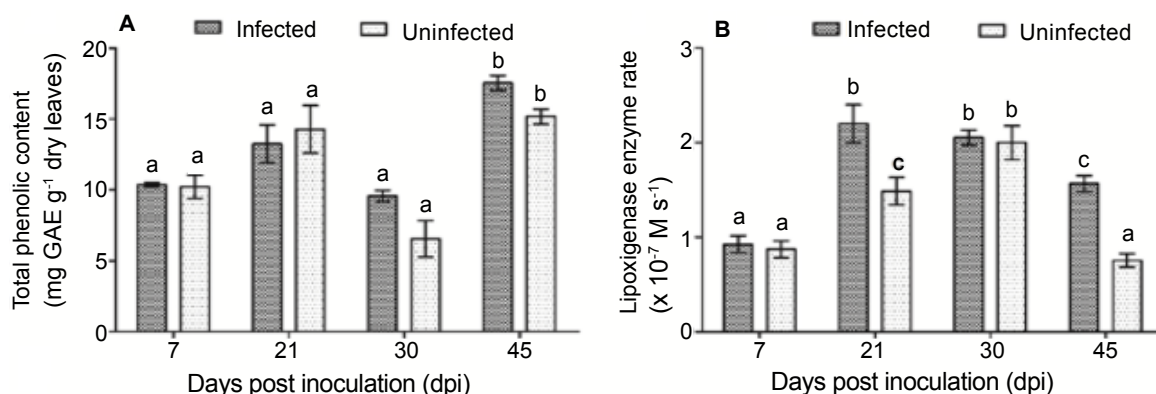 A
Infected
Uninfected
Total phenolic content
(mg GAE g⁻¹ dry leaves)
20
15
10
5
0
a
a
a
a
a
a
b
b
7
21
30
45
Days post inoculation (dpi)
B
Infected
Uninfected
Lipoxigenase enzyme rate
(x 10⁻⁷ M s⁻¹)
3
2
1
0
a
a
b
c
b
b
c
a
7
21
30
45
Days post inoculation (dpi)